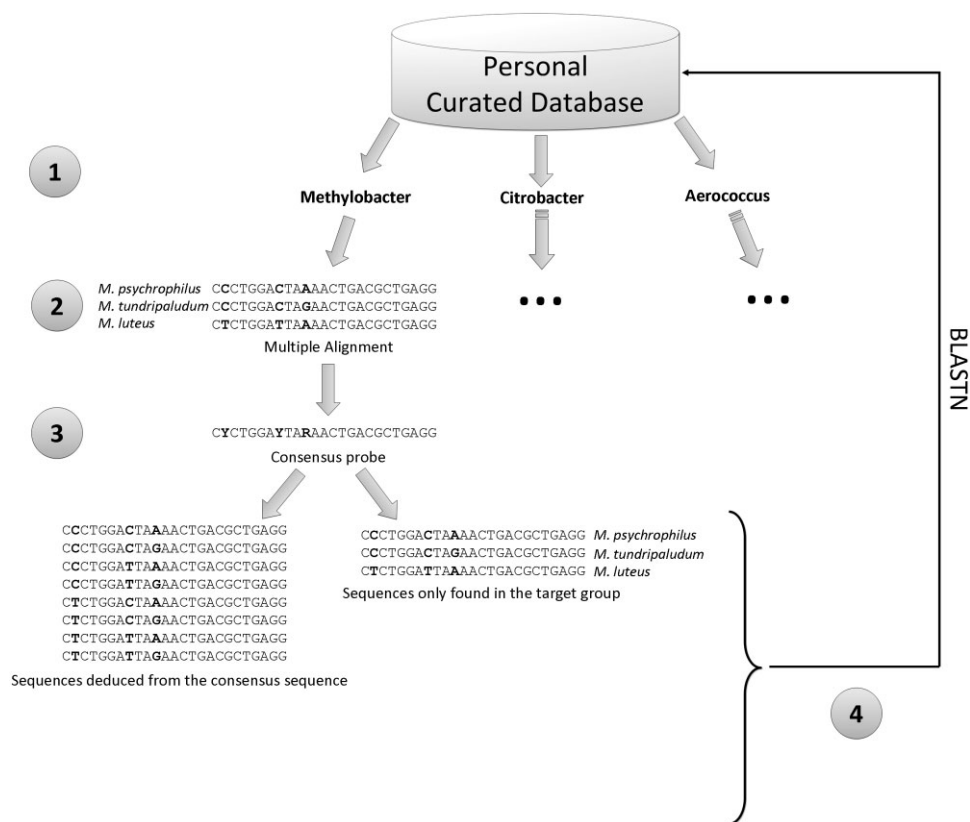 Personal
Curated Database
1
Methylobacter
Citrobacter
Aerococcus
2
M. psychrophilus CCCTGGACTAAAACTGACGCTGAGG
M. tundripaludum CCCTGGACTAGAACTGACGCTGAGG
M. luteus CTCTGGATTAAAACTGACGCTGAGG
Multiple Alignment
...
...
BLASTN
3
CYCTGGAYTARAACTGACGCTGAGG
Consensus probe
CCCTGGACTAAAACTGACGCTGAGG
CCCTGGACTAGAACTGACGCTGAGG
CCCTGGATTAAAACTGACGCTGAGG
CCCTGGATTAGAACTGACGCTGAGG
CTCTGGACTAAAACTGACGCTGAGG
CTCTGGACTAGAACTGACGCTGAGG
CTCTGGATTAAAACTGACGCTGAGG
CTCTGGATTAGAACTGACGCTGAGG
Sequences deduced from the consensus sequence
CCCTGGACTAAAACTGACGCTGAGG M. psychrophilus
CCCTGGACTAGAACTGACGCTGAGG M. tundripaludum
CTCTGGATTAAAACTGACGCTGAGG M. luteus
Sequences only found in the target group
4